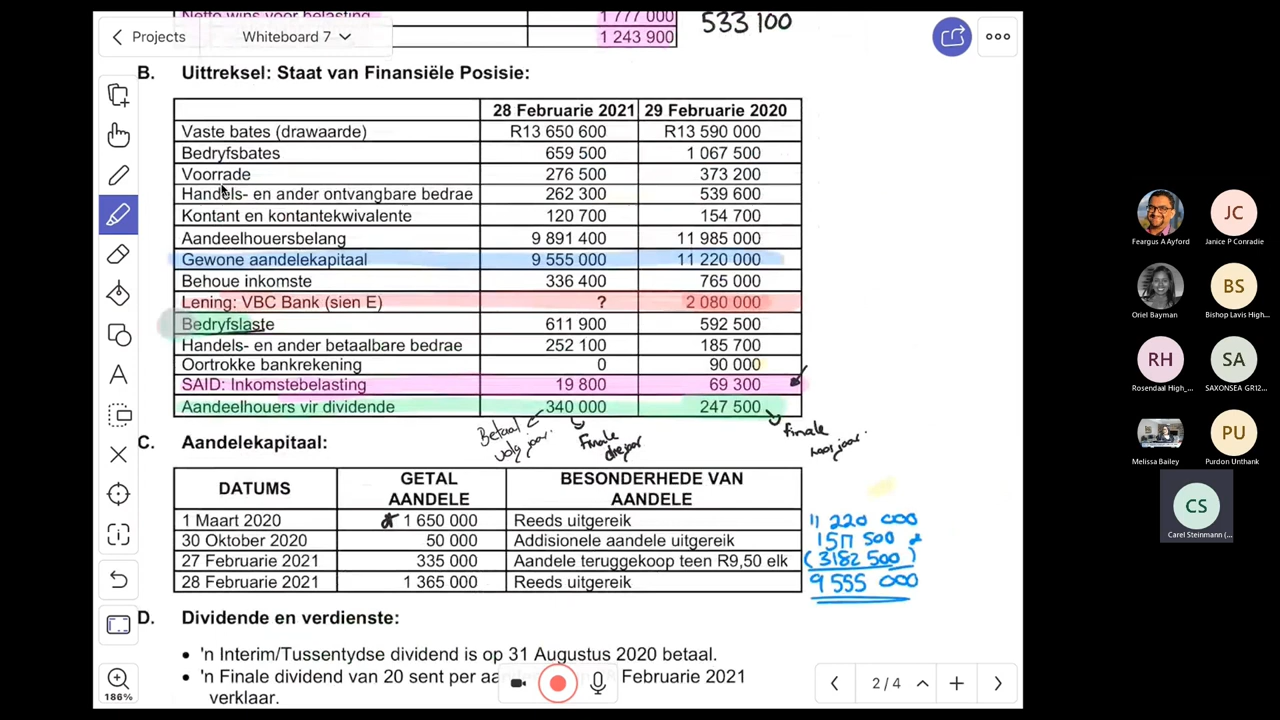 Netto wins voor belasting 1 777 000
1 243 900
533 100
Projects
Whiteboard 7
B. Uittreksel: Staat van Finansiële Posisie:
28 Februarie 2021 29 Februarie 2020
Vaste bates (drawaarde) R13 650 600 R13 590 000
Bedryfsbates 659 500 1 067 500
Voorrade 276 500 373 200
Handels- en ander ontvangbare bedrae 262 300 539 600
Kontant en kontantekwivalente 120 700 154 700
Aandeelhouersbelang 9 891 400 11 985 000
Gewone aandelekapitaal 9 555 000 11 220 000
Behoue inkomste 336 400 765 000
Lening: VBC Bank (sien E) ? 2 080 000
Bedryfslaste 611 900 592 500
Handels- en ander betaalbare bedrae 252 100 185 700
Oortrokke bankrekening 0 90 000
SAID: Inkomstebelasting 19 800 69 300
Aandeelhouers vir dividende 340 000 247 500
Betaal volg jaar.
Finale
Finale
C. Aandelekapitaal:
DATUMS GETAL AANDELE BESONDERHEDE VAN AANDELE
1 Maart 2020 1 650 000 Reeds uitgereik
30 Oktober 2020 50 000 Addisionele aandele uitgereik
27 Februarie 2021 335 000 Aandele teruggekoop teen R9,50 elk
28 Februarie 2021 1 365 000 Reeds uitgereik
11 220 000
(3182 500)
9 555 000
D. Dividende en verdienste:
• 'n Interim/Tussentydse dividend is op 31 Augustus 2020 betaal.
• 'n Finale dividend van 20 sent per Februarie 2021
verklaar.
186%
2/4
Feargus A Ayford
JC
Janice P Conradie
Oriel Bayman
BS
Bishop Lavis High...
RH
Rosendaal High_...
SA
SAXONSEA GR12...
Melissa Bailey
PU
Purdon Unthank
CS
Carel Steinmann (...